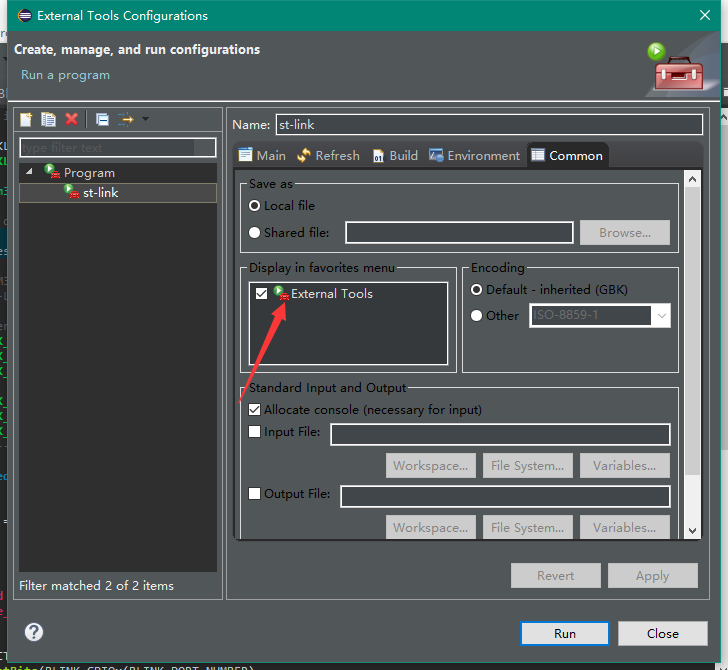 External Tools Configurations
Create, manage, and run configurations
Run a program
type filter text
Program
st-link
Filter matched 2 of 2 items
Name: st-link
Main Refresh Build Environment Common
Save as
Local file
Shared file: Browse...
Display in favorites menu
External Tools
Encoding
Default - inherited (GBK)
Other ISO-8859-1
Standard Input and Output
Allocate console (necessary for input)
Input File:
Workspace... File System... Variables...
Output File:
Workspace... File System... Variables...
Revert Apply
Run Close